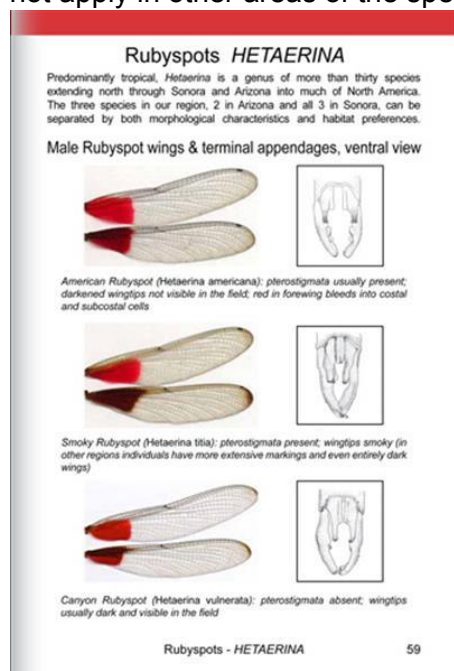 not apply in other areas of the spe
Rubyspots HETAERINA
Predominantly tropical, Hetaerina is a genus of more than thirty species
extending north through Sonora and Arizona into much of North America.
The three species in our region, 2 in Arizona and all 3 in Sonora, can be
separated by both morphological characteristics and habitat preferences.
Male Rubyspot wings & terminal appendages, ventral view
American Rubyspot (Hetaerina americana): pterostigmata usually present;
darkened wingtips not visible in the field; red in forewing bleeds into costal
and subcostal cells
Smoky Rubyspot (Hetaerina titia): pterostigmata present; wingtips smoky (in
other regions individuals have more extensive markings and even entirely dark
wings)
Canyon Rubyspot (Hetaerina vulnerata): pterostigmata absent; wingtips
usually dark and visible in the field
Rubyspots - HETAERINA 59